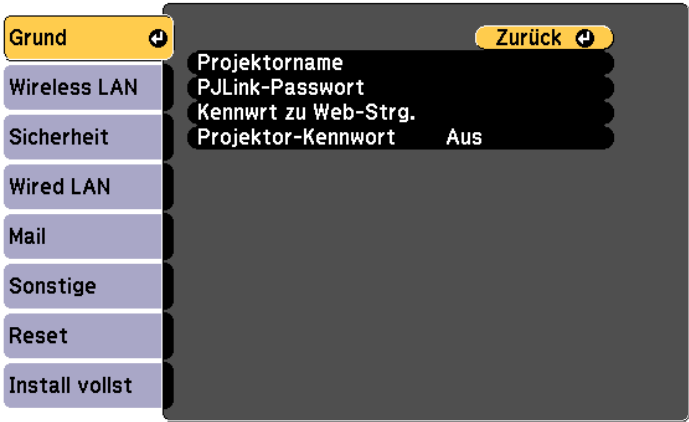 Grund
Wireless LAN
Sicherheit
Wired LAN
Mail
Sonstige
Reset
Install vollst
Zurück
Projektorname
PJLink-Passwort
Kennwrt zu Web-Strg.
Projektor-Kennwort Aus